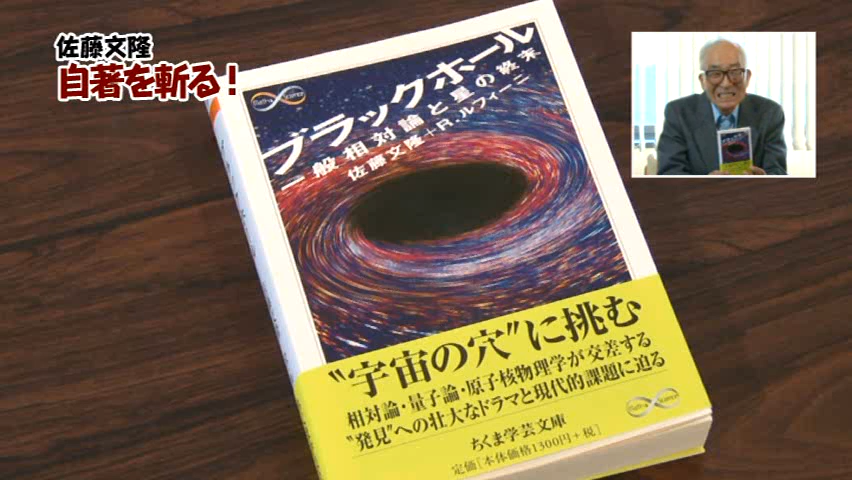 佐藤文隆
自著を斬る!
Math & Science
ブラックホール
一般相対論と星の終末
佐藤文隆+R・ルフィーニ
"宇宙の穴"に挑む
相対論・量子論・原子核物理学が交差する
"発見"への壮大なドラマと現代的課題に迫る
Math & Science
ちくま学芸文庫
定価[本体価格1300円+税]